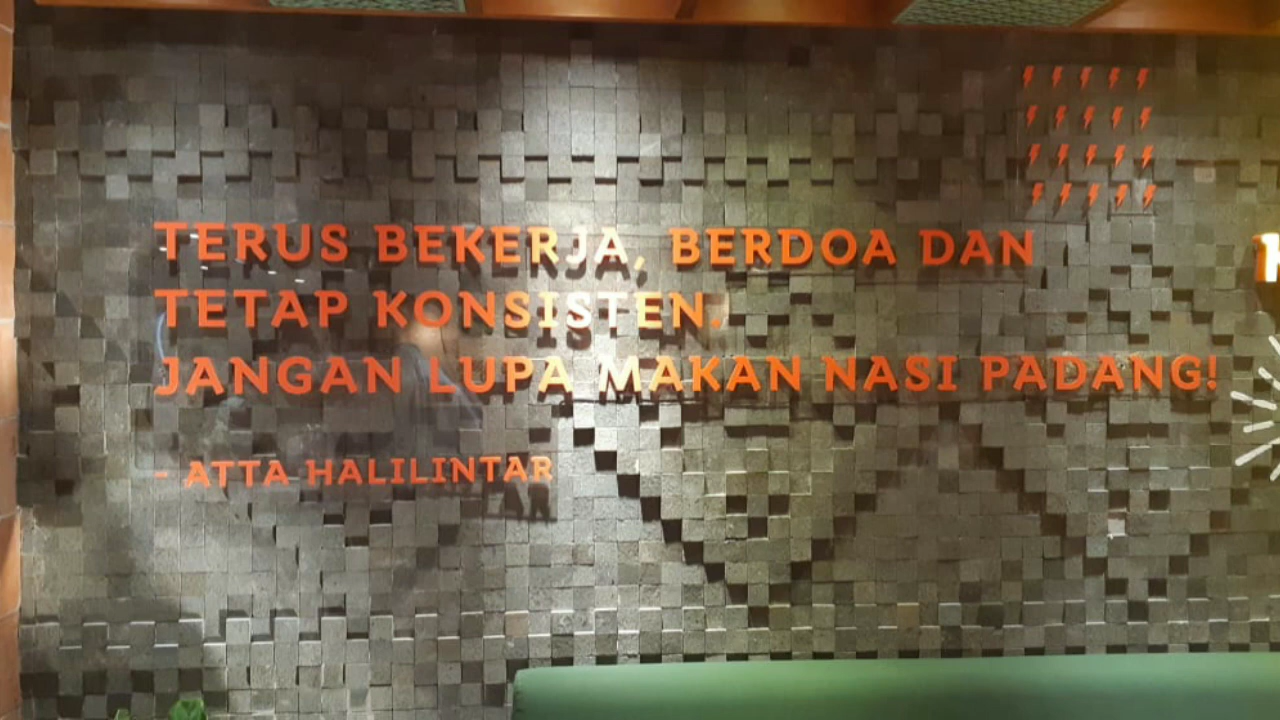 TERUS BEKERJA, BERDOA DAN
TETAP KONSISTEN.
JANGAN LUPA MAKAN NASI PADANG!
- ATTA HALILINTAR